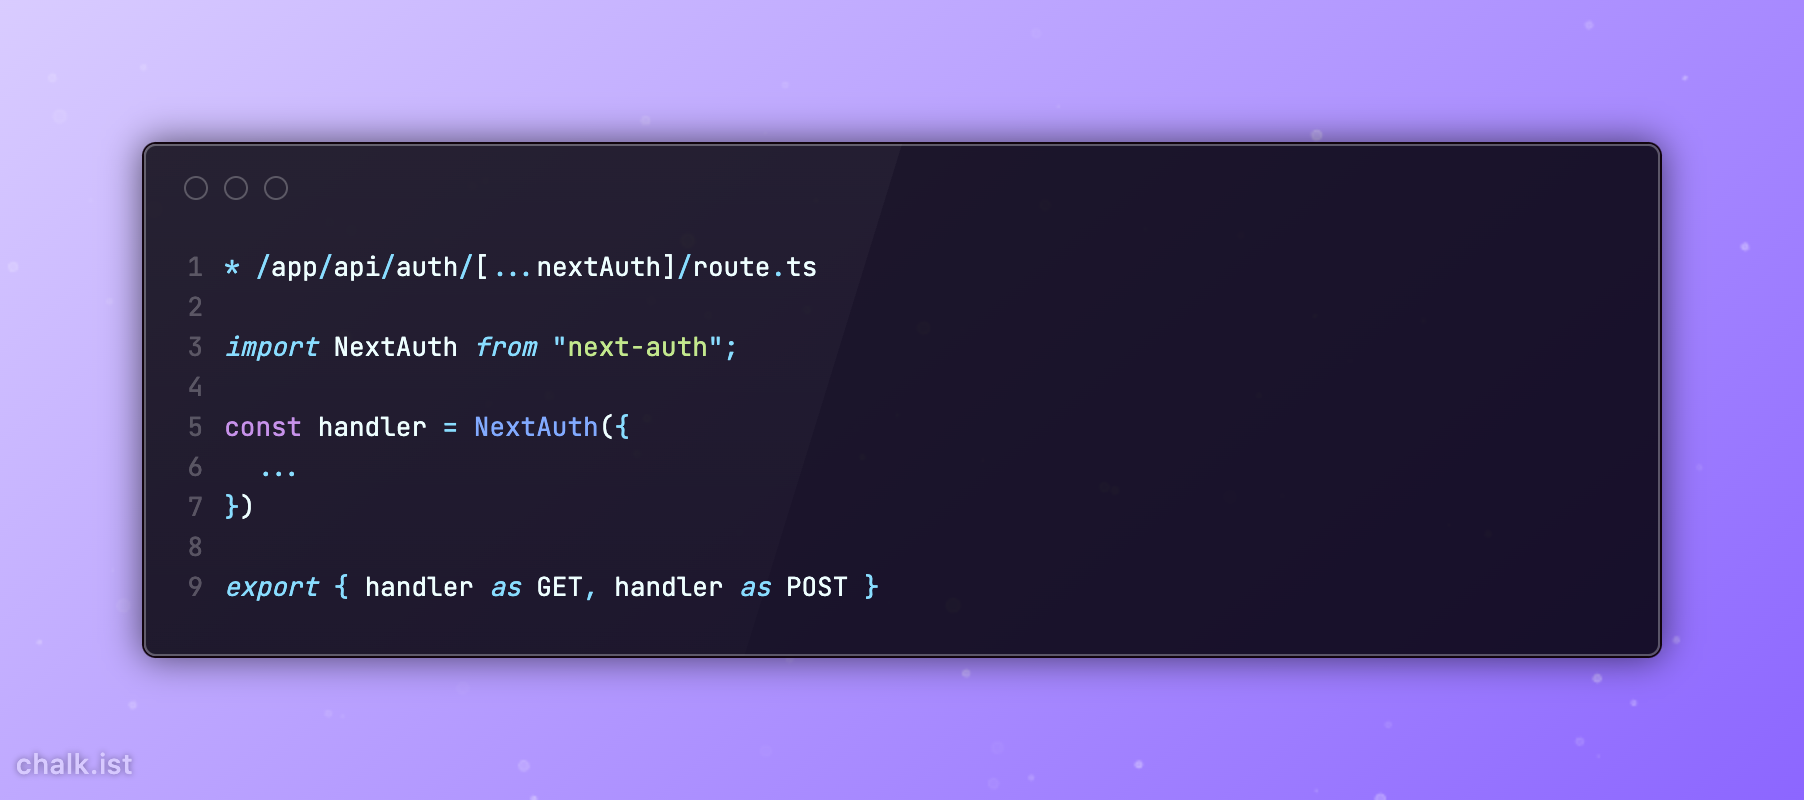 1 * /app/api/auth/[...nextAuth]/route.ts
2
3 import NextAuth from "next-auth";
4
5 const handler = NextAuth({
6   ...
7 })
8
9 export { handler as GET, handler as POST }
chalk.ist